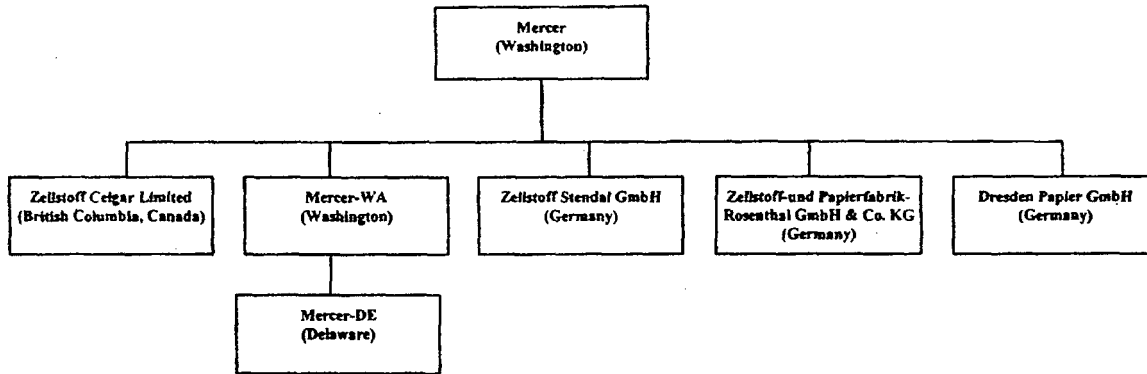 Mercer
(Washington)
Zellstoff Celgar Limited
(British Columbia, Canada)
Mercer-WA
(Washington)
Zellstoff Stendal GmbH
(Germany)
Zellstoff-und Papierfabrik-
Rosenthal GmbH & Co. KG
(Germany)
Dresden Papier GmbH
(Germany)
Mercer-DE
(Delaware)